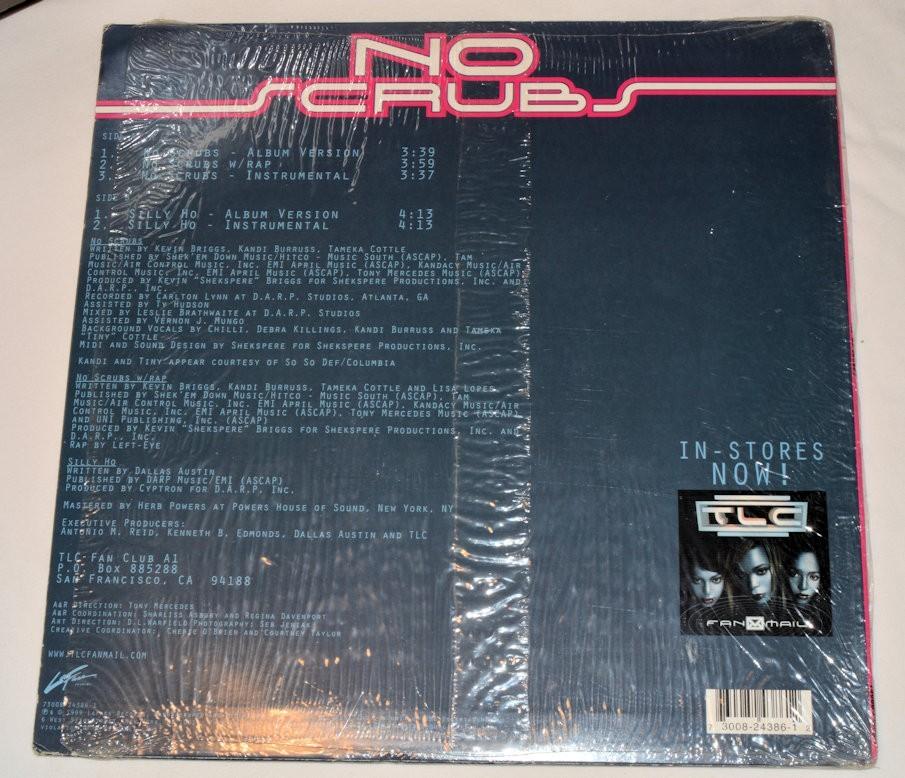 NO
SCRUBS
SIDE
1. NO SCRUBS - ALBUM VERSION 3:39
2. NO SCRUBS W/RAP 3:59
3. NO SCRUBS - INSTRUMENTAL 3:37
SIDE
1. SILLY HO - ALBUM VERSION 4:13
2. SILLY HO - INSTRUMENTAL 4:13
NO SCRUBS
WRITTEN BY KEVIN BRIGGS, KANDI BURRUSS, TAMEKA COTTLE
PUBLISHED BY SHEK'EM DOWN MUSIC/HITCO - MUSIC SOUTH (ASCAP), TAM
MUSIC/AIR CONTROL MUSIC, INC. EMI APRIL MUSIC (ASCAP), KANDACY MUSIC/AIR
CONTROL MUSIC, INC. EMI APRIL MUSIC (ASCAP), TONY MERCEDES MUSIC (ASCAP)
PRODUCED BY KEVIN "SHEKSPERE" BRIGGS FOR SHEKSPERE PRODUCTIONS, INC. AND
D.A.R.P., INC.
RECORDED BY CARLTON LYNN AT D.A.R.P. STUDIOS, ATLANTA, GA
ASSISTED BY TY HUDSON
MIXED BY LESLIE BRATHWAITE AT D.A.R.P. STUDIOS
ASSISTED BY VERNON J. MUNGO
BACKGROUND VOCALS BY CHILLI, DEBRA KILLINGS, KANDI BURRUSS AND TAMEKA
"TINY" COTTLE
MIDI AND SOUND DESIGN BY SHEKSPERE FOR SHEKSPERE PRODUCTIONS, INC.
KANDI AND TINY APPEAR COURTESY OF SO SO DEF/COLUMBIA
NO SCRUBS W/RAP
WRITTEN BY KEVIN BRIGGS, KANDI BURRUSS, TAMEKA COTTLE AND LISA LOPES
PUBLISHED BY SHEK'EM DOWN MUSIC/HITCO - MUSIC SOUTH (ASCAP), TAM
MUSIC/AIR CONTROL MUSIC, INC. EMI APRIL MUSIC (ASCAP), KANDACY MUSIC/AIR
CONTROL MUSIC, INC. EMI APRIL MUSIC (ASCAP), TONY MERCEDES MUSIC (ASCAP)
AND UNI PUBLISHING, INC. (ASCAP)
PRODUCED BY KEVIN "SHEKSPERE" BRIGGS FOR SHEKSPERE PRODUCTIONS, INC. AND
D.A.R.P., INC.
RAP BY LEFT-EYE
SILLY HO
WRITTEN BY DALLAS AUSTIN
PUBLISHED BY DARP MUSIC/EMI (ASCAP)
PRODUCED BY CYPTRON FOR D.A.R.P. INC.
MASTERED BY HERB POWERS AT POWERS HOUSE OF SOUND, NEW YORK, NY
EXECUTIVE PRODUCERS:
ANTONIO M. REID, KENNETH B. EDMONDS, DALLAS AUSTIN AND TLC
TLC FAN CLUB A1
P.O. BOX 885288
SAN FRANCISCO, CA 94188
A&R DIRECTION: TONY MERCEDES
A&R COORDINATION: SHARLISS ASBURY AND REGINA DAVENPORT
ART DIRECTION: D.L. WARFIELD/PHOTOGRAPHY: SEB JENIAK
CREATIVE COORDINATOR: CHERIE O'BRIEN AND COURTNEY TAYLOR
WWW.TLCFANMAIL.COM
LaFace
73008-24386-1
℗ & © 1999 LAFACE
6 WEST
IN-STORES
NOW!
TLC
FANMAIL
7 3008-24386-1 2